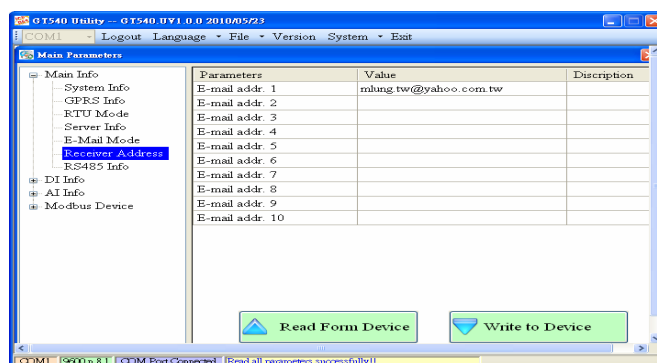 GT540 Utility -- GT540.UV1.0.0 2010/05/23
COM1 Logout Language File Version System Exit
Main Parameters
Main Info
System Info
GPRS Info
RTU Mode
Server Info
E-Mail Mode
Receiver Address
RS485 Info
DI Info
AI Info
Modbus Device
Parameters Value Discription
E-mail addr. 1 mlung.tw@yahoo.com.tw
E-mail addr. 2
E-mail addr. 3
E-mail addr. 4
E-mail addr. 5
E-mail addr. 6
E-mail addr. 7
E-mail addr. 8
E-mail addr. 9
E-mail addr. 10
Read Form Device Write to Device
COM1 9600,n,8,1 COM Port Connected [Read all parameters successfully!]